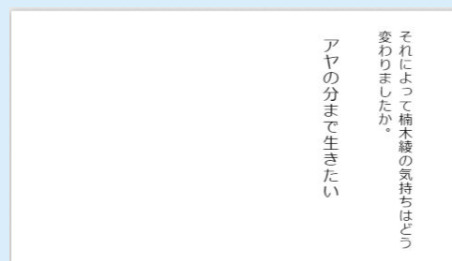 それによって楠木綾の気持ちはどう
変わりましたか。
アヤの分まで生きたい